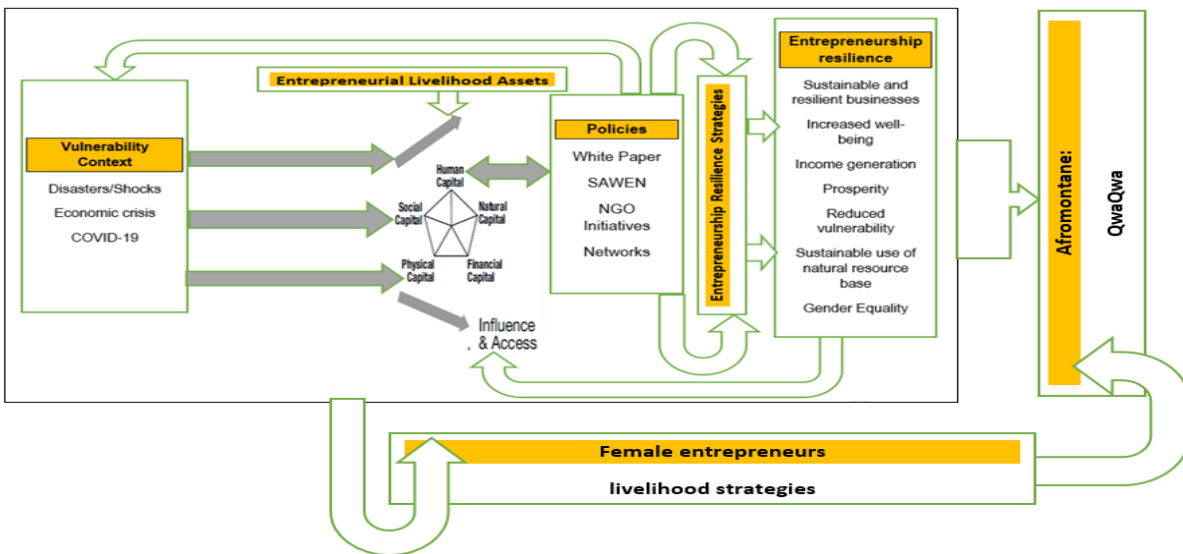 Entrepreneurial Livelihood Assets
Vulnerability
Context
Disasters/Shocks
Economic crisis
COVID-19
Human
Capital
Social
Capital
Natural
Capital
Physical
Capital
Financial
Capital
Influence
& Access
Policies
White Paper
SAWEN
NGO
Initiatives
Networks
Entrepreneurship Resilience Strategies
Entrepreneurship
resilience
Sustainable and
resilient businesses
Increased well-
being
Income generation
Prosperity
Reduced
vulnerability
Sustainable use of
natural resource
base
Gender Equality
Afromontane:
QwaQwa
Female entrepreneurs
livelihood strategies